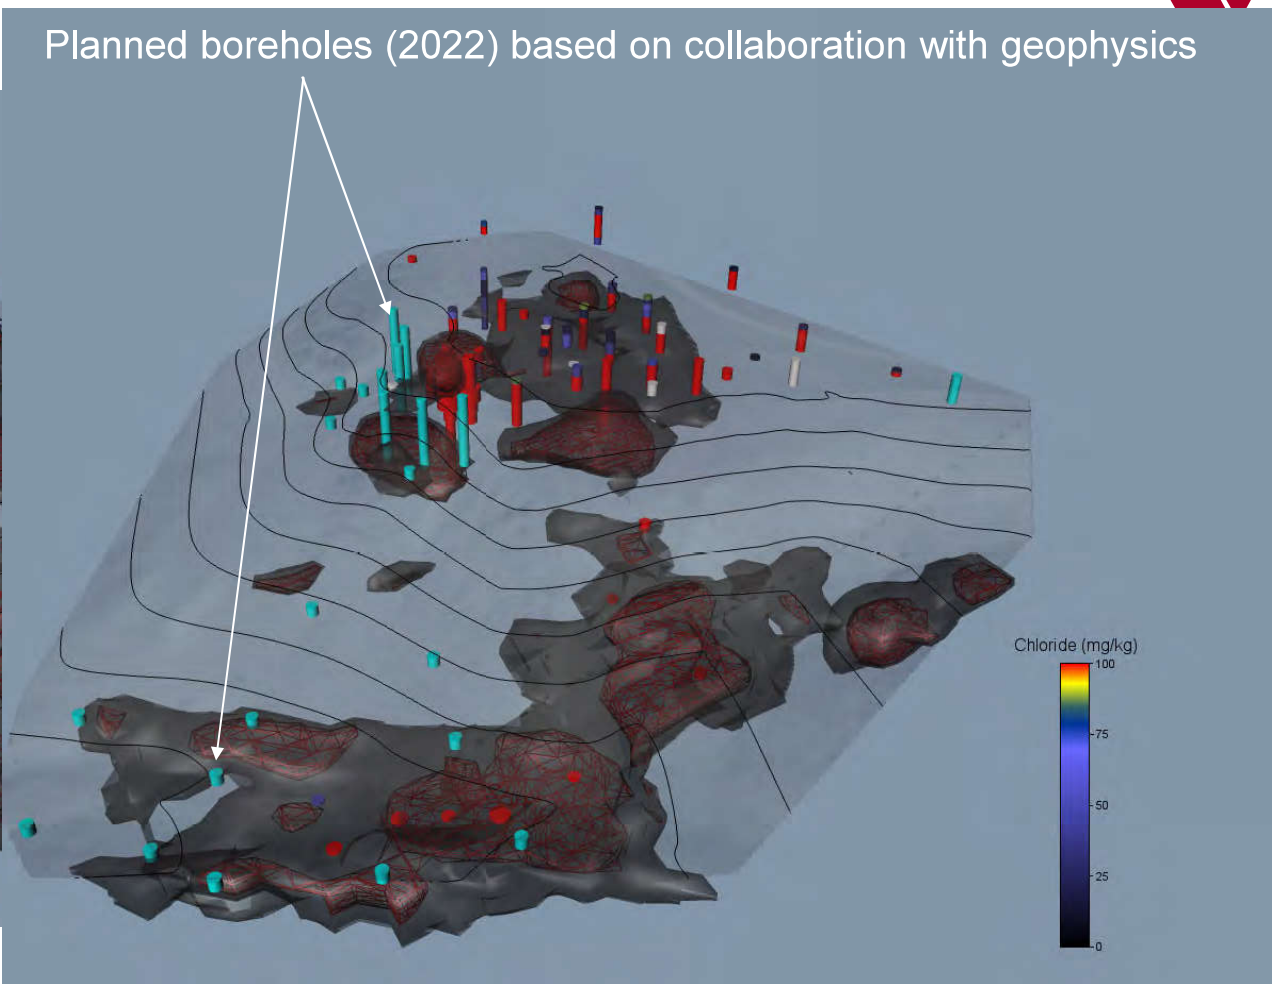 Planned boreholes (2022) based on collaboration with geophysics
Chloride (mg/kg)
100
75
50
25
0